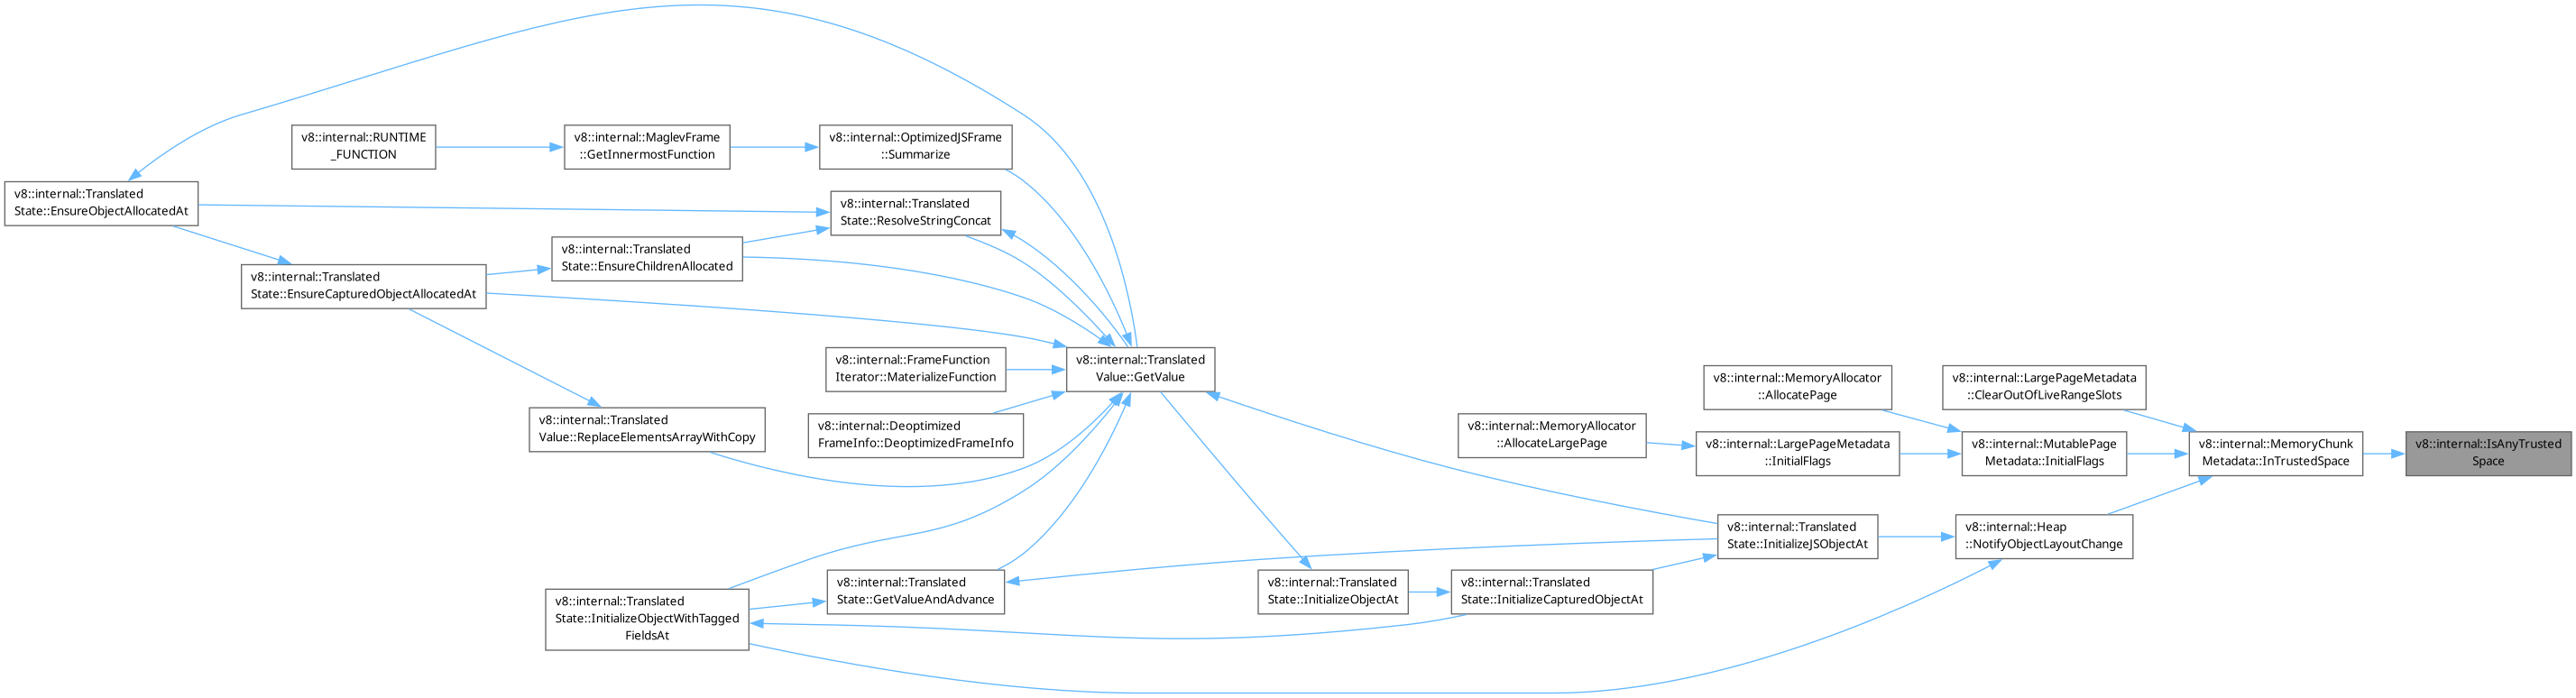 v8::internal::RUNTIME
_FUNCTION
v8::internal::MaglevFrame
::GetInnermostFunction
v8::internal::OptimizedJSFrame
::Summarize
v8::internal::Translated
State::EnsureObjectAllocatedAt
v8::internal::Translated
State::ResolveStringConcat
v8::internal::Translated
State::EnsureChildrenAllocated
v8::internal::Translated
State::EnsureCapturedObjectAllocatedAt
v8::internal::FrameFunction
Iterator::MaterializeFunction
v8::internal::Translated
Value::GetValue
v8::internal::Translated
Value::ReplaceElementsArrayWithCopy
v8::internal::Deoptimized
FrameInfo::DeoptimizedFrameInfo
v8::internal::MemoryAllocator
::AllocateLargePage
v8::internal::MemoryAllocator
::AllocatePage
v8::internal::LargePageMetadata
::InitialFlags
v8::internal::LargePageMetadata
::ClearOutOfLiveRangeSlots
v8::internal::MutablePage
Metadata::InitialFlags
v8::internal::MemoryChunk
Metadata::InTrustedSpace
v8::internal::IsAnyTrusted
Space
v8::internal::Translated
State::InitializeJSObjectAt
v8::internal::Heap
::NotifyObjectLayoutChange
v8::internal::Translated
State::InitializeObjectWithTagged
FieldsAt
v8::internal::Translated
State::GetValueAndAdvance
v8::internal::Translated
State::InitializeObjectAt
v8::internal::Translated
State::InitializeCapturedObjectAt